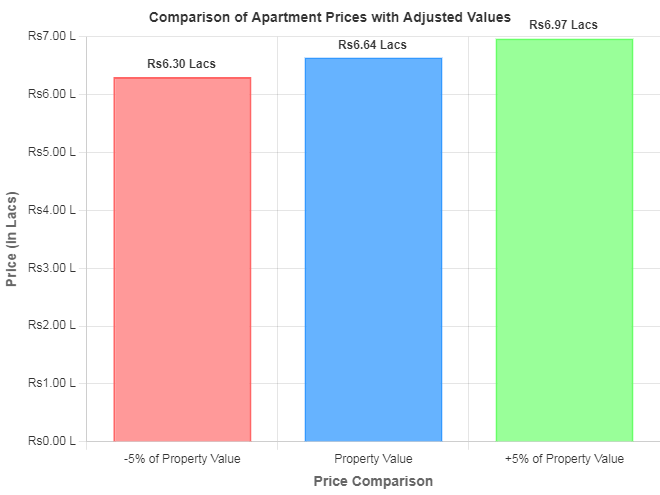 Comparison of Apartment Prices with Adjusted Values
Rs6.97 Lacs
Rs6.64 Lacs
Rs6.30 Lacs
Rs7.00 L
Rs6.00 L
Rs5.00 L
Rs4.00 L
Rs3.00 L
Rs2.00 L
Rs1.00 L
Rs0.00 L
Price (In Lacs)
-5% of Property Value
Property Value
+5% of Property Value
Price Comparison